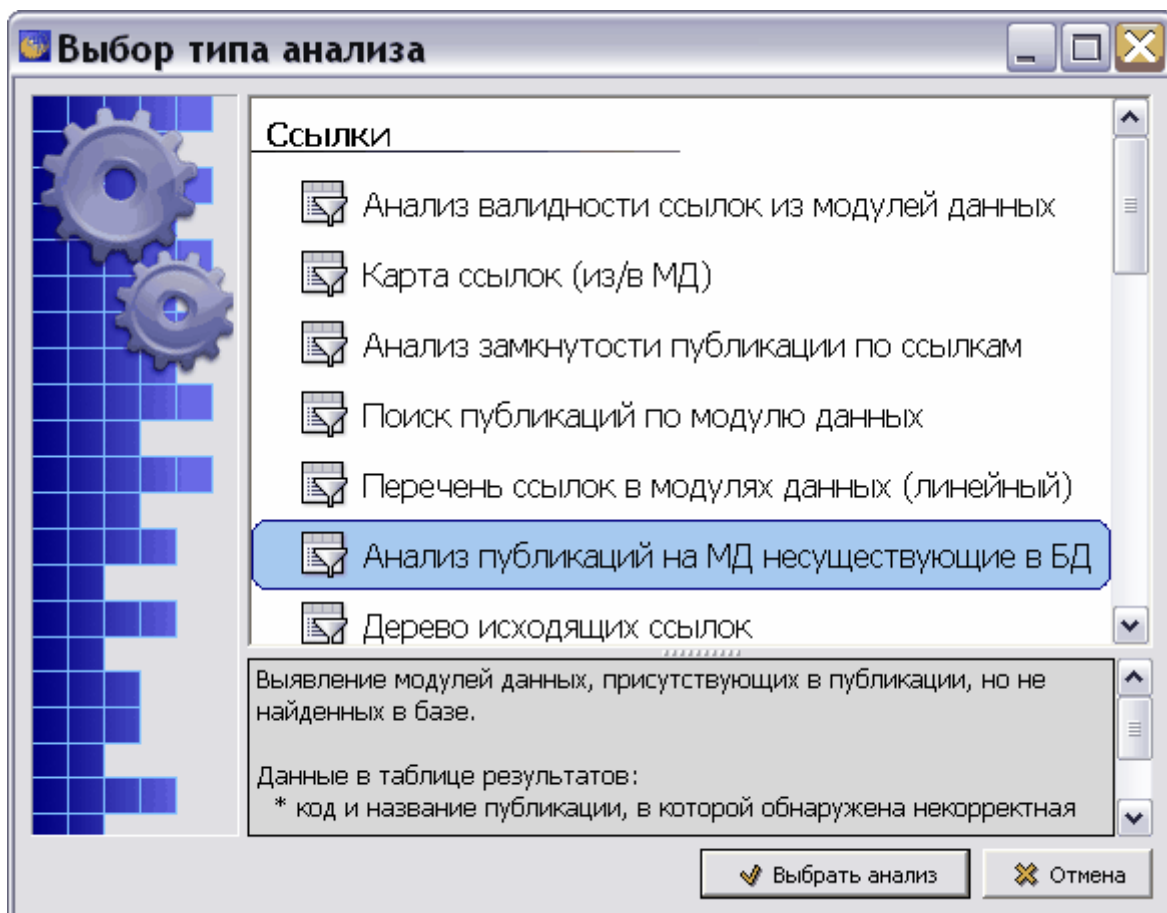 Выбор типа анализа
Ссылки
Анализ валидности ссылок из модулей данных
Карта ссылок (из/в МД)
Анализ замкнутости публикации по ссылкам
Поиск публикаций по модулю данных
Перечень ссылок в модулях данных (линейный)
Анализ публикаций на МД несуществующие в БД
Дерево исходящих ссылок
Выявление модулей данных, присутствующих в публикации, но не
найденных в базе.
Данные в таблице результатов:
* код и название публикации, в которой обнаружена некорректная
Выбрать анализ
Отмена